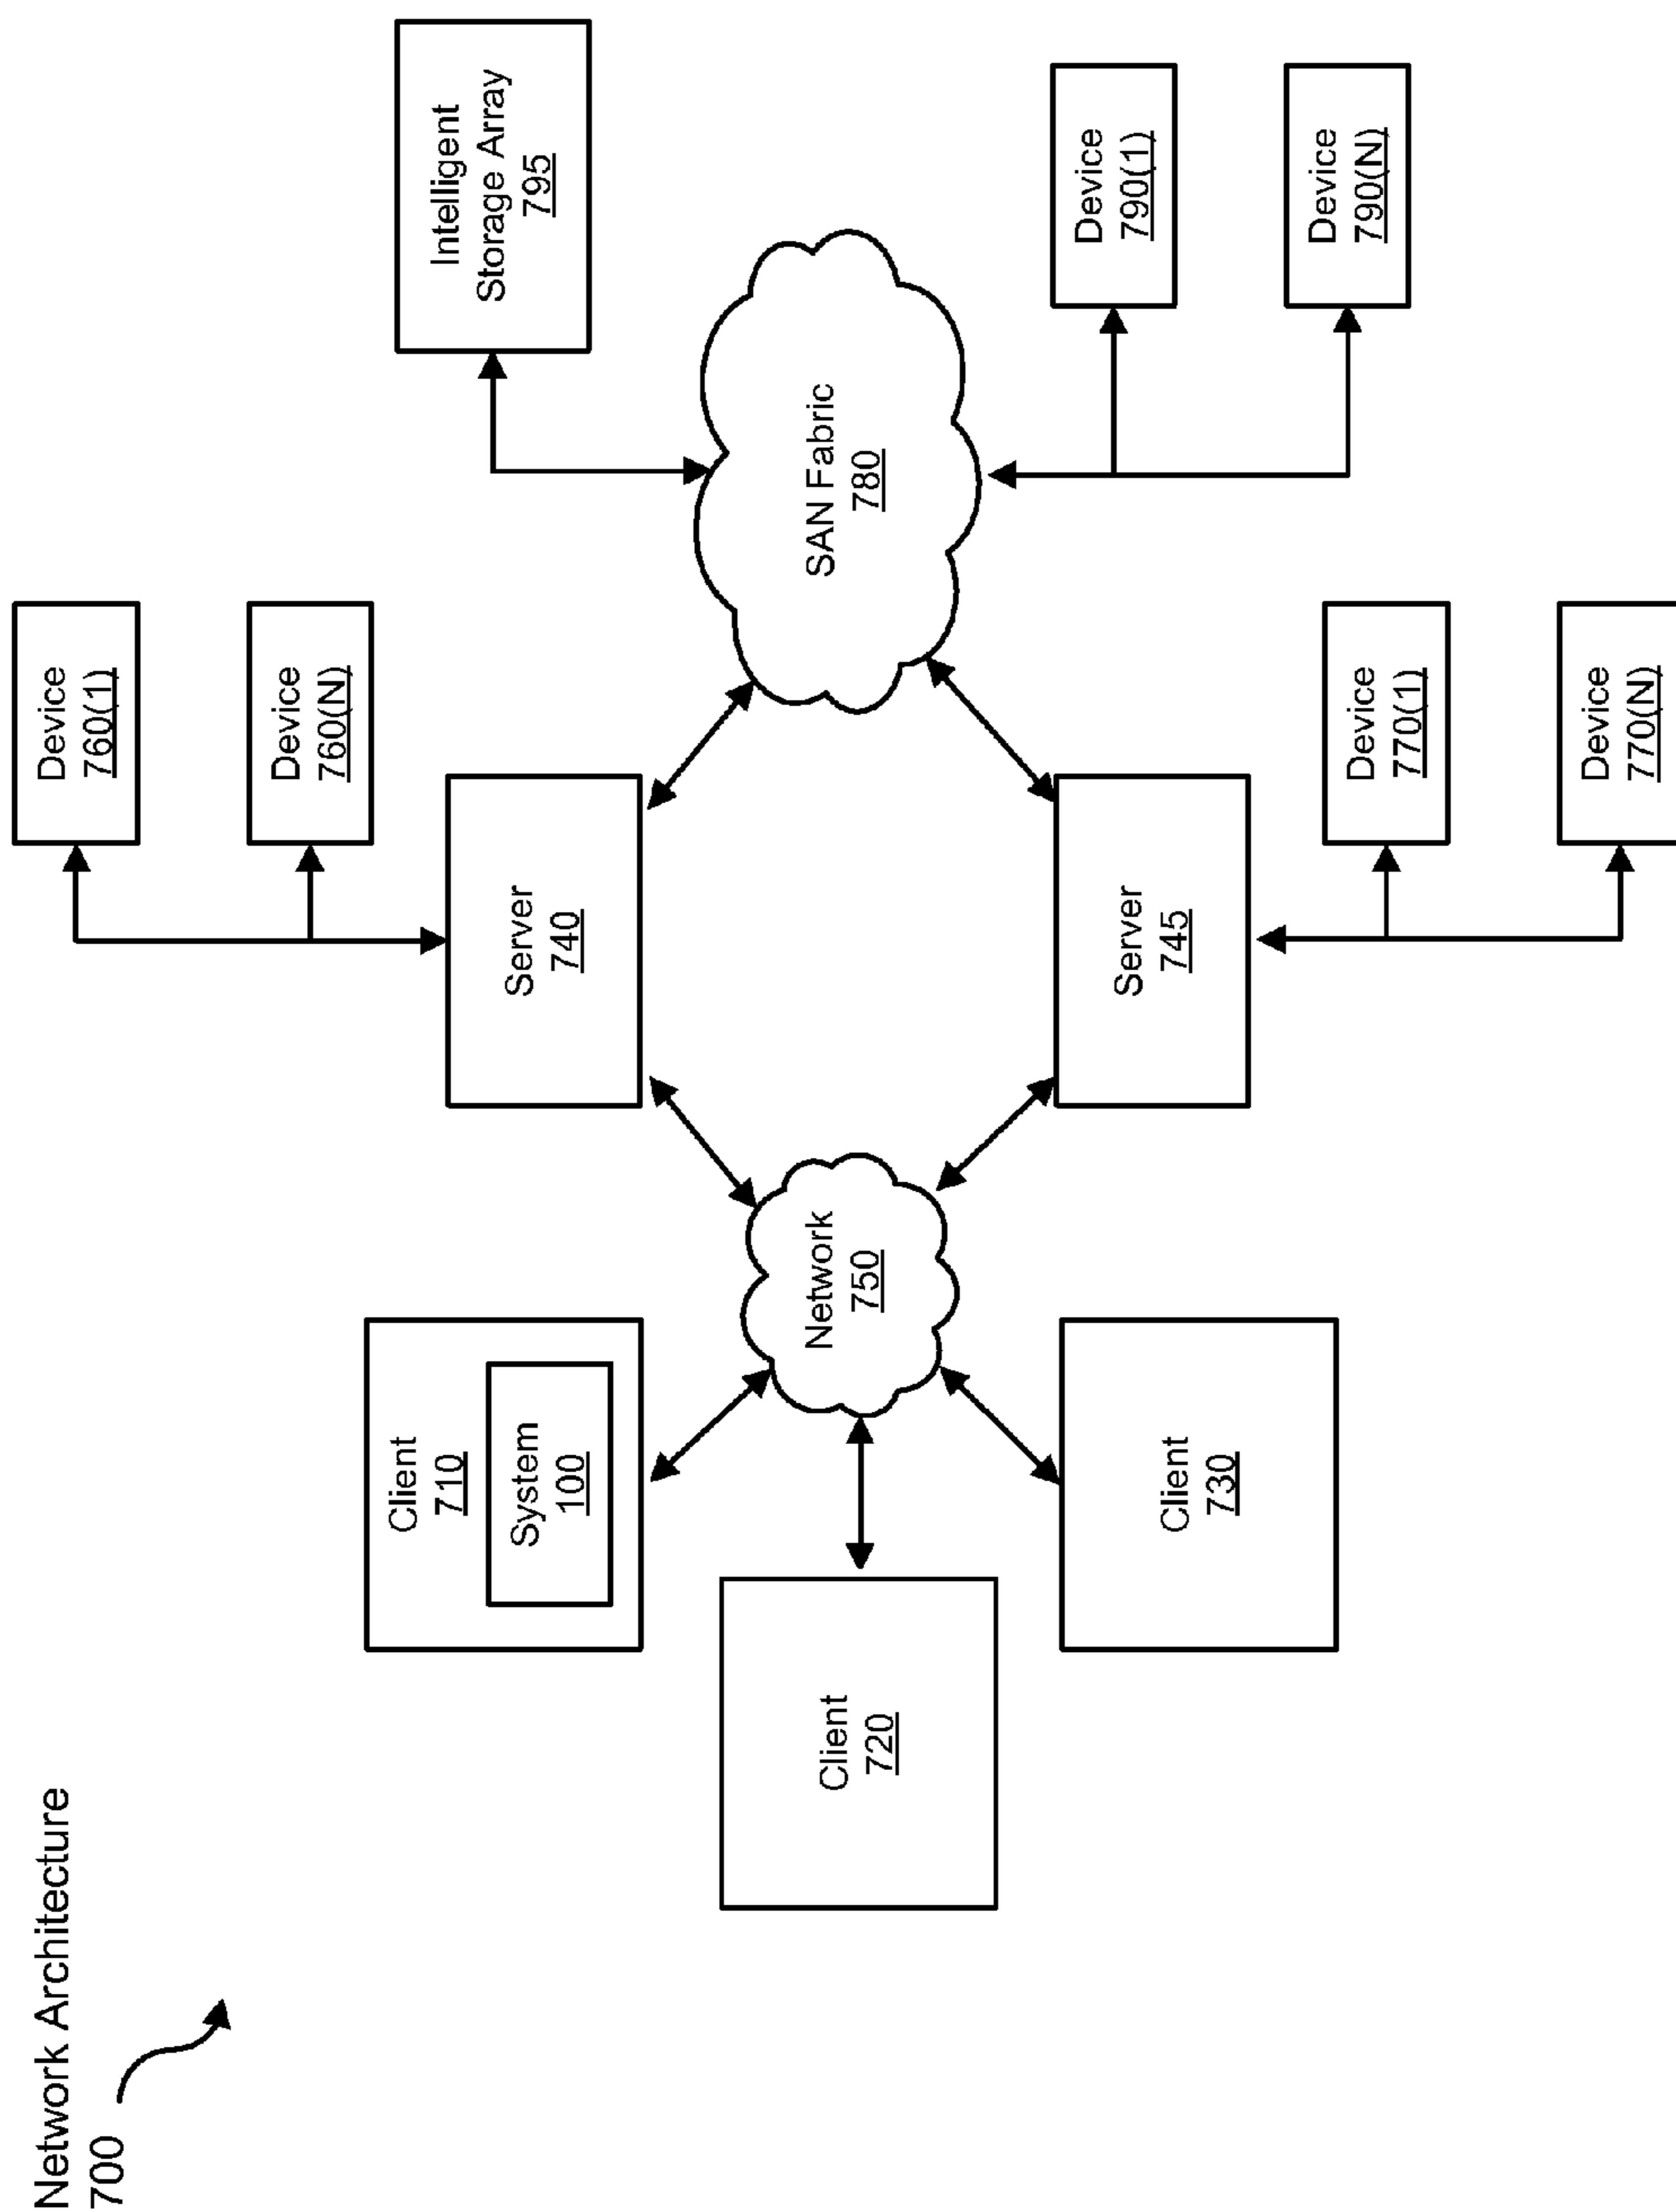 Network Architecture
700
Device
760(1)
Device
760(N)
Intelligent
Storage Array
795
Client
710
System
100
Server
740
Client
720
Network
750
SAN Fabric
780
Client
730
Server
745
Device
790(1)
Device
790(N)
Device
770(1)
Device
770(N)